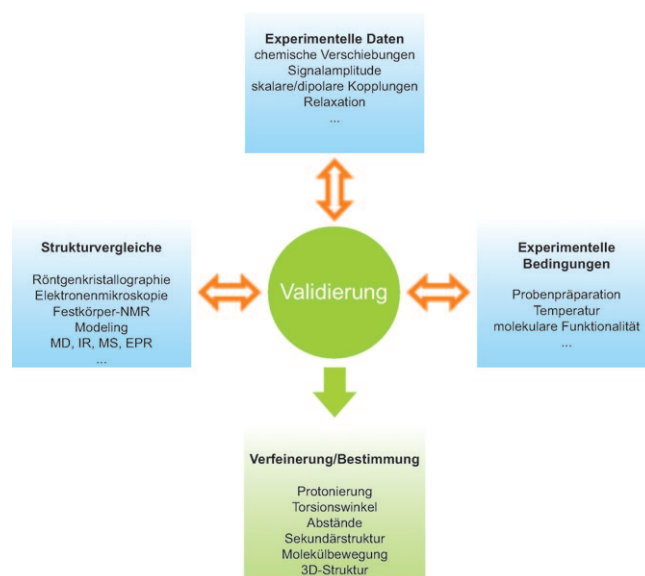 Experimentelle Daten
chemische Verschiebungen
Signalamplitude
skalare/dipolare Kopplungen
Relaxation
...
Strukturvergleiche
Röntgenkristallographie
Elektronenmikroskopie
Festkörper-NMR
Modeling
MD, IR, MS, EPR
...
Validierung
Experimentelle
Bedingungen
Probenpräparation
Temperatur
molekulare Funktionalität
...
Verfeinerung/Bestimmung
Protonierung
Torsionswinkel
Abstände
Sekundärstruktur
Molekülbewegung
3D-Struktur